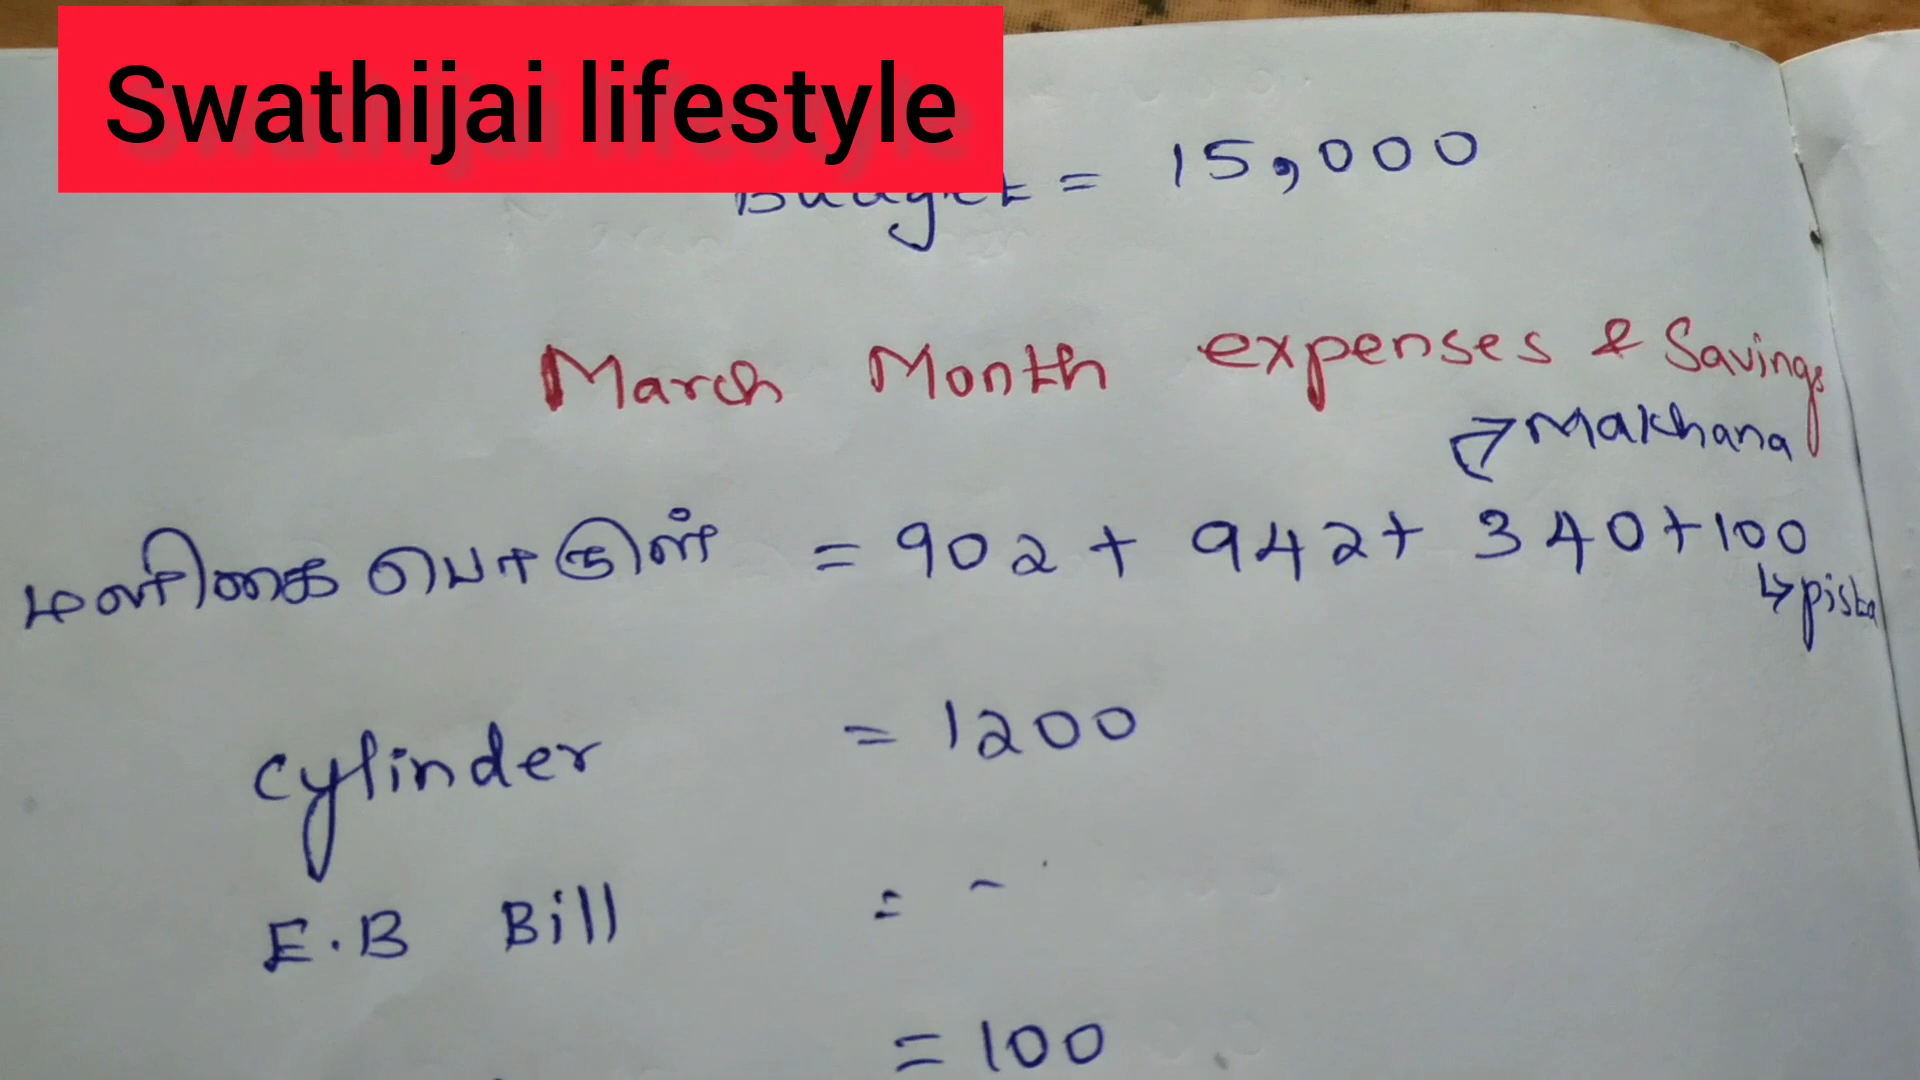 Swathijai lifestyle
Budget = 15,000
March Month expenses & Savings
Makhana
மளிகை பொருள் = 902 + 942 + 340 + 100
pista
Cylinder = 1200
E.B Bill = -
= 100